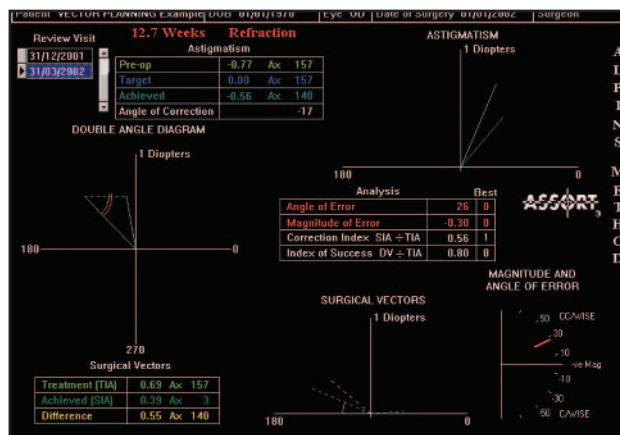 Patient VECTOR PLANNING Example DOB 01/01/1970 Eye OD Date of Surgery 01/01/2002 Surgeon
Review Visit
31/12/2001
31/03/2002
12.7 Weeks Refraction
Astigmatism
Pre-op -0.77 Ax 157
Target 0.00 Ax 157
Achieved -0.56 Ax 140
Angle of Correction -17
ASTIGMATISM
1 Diopters
180 0
DOUBLE ANGLE DIAGRAM
1 Diopters
180 0
270
Analysis Best
Angle of Error 26 0
Magnitude of Error -0.30 0
Correction Index SIA ÷ TIA 0.56 1
Index of Success DV ÷ TIA 0.80 0
ASSORT
A
L
P
I
N
S
M
E
T
H
O
D
SURGICAL VECTORS
1 Diopters
180 0
MAGNITUDE AND
ANGLE OF ERROR
50 CC/WISE
30
10
-ve Mag
-10
-30
-50 C/WISE
Surgical Vectors
Treatment (TIA) 0.69 Ax 157
Achieved (SIA) 0.39 Ax 3
Difference 0.55 Ax 140